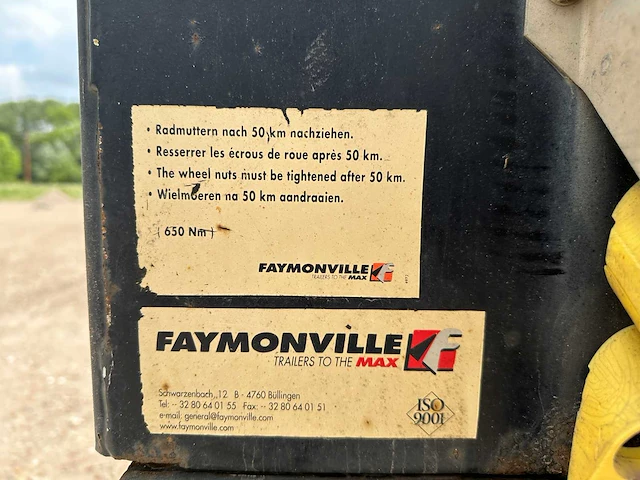 • Radmuttern nach 50 km nachziehen.
• Resserrer les écrous de roue après 50 km.
• The wheel nuts must be tightened after 50 km.
• Wielmoeren na 50 km aandraaien.
(650 Nm)
FAYMONVILLE
TRAILERS TO THE MAX
FAYMONVILLE
TRAILERS TO THE MAX
Schwarzenbach, 12 B - 4760 Büllingen
Tel: -- 32 80 64 01 55 Fax: -- 32 80 64 01 51
e-mail: general@faymonville.com
www.faymonville.com
ISO
9001